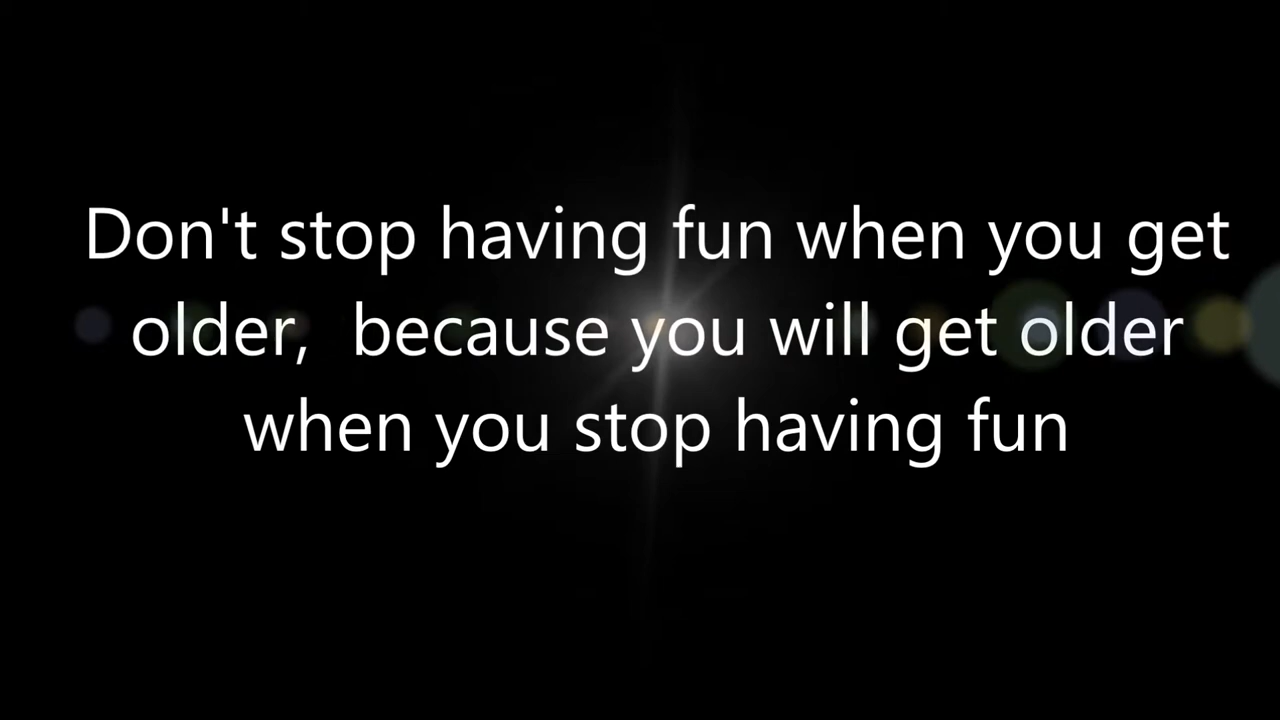 Don't stop having fun when you get
older,  because you will get older
when you stop having fun